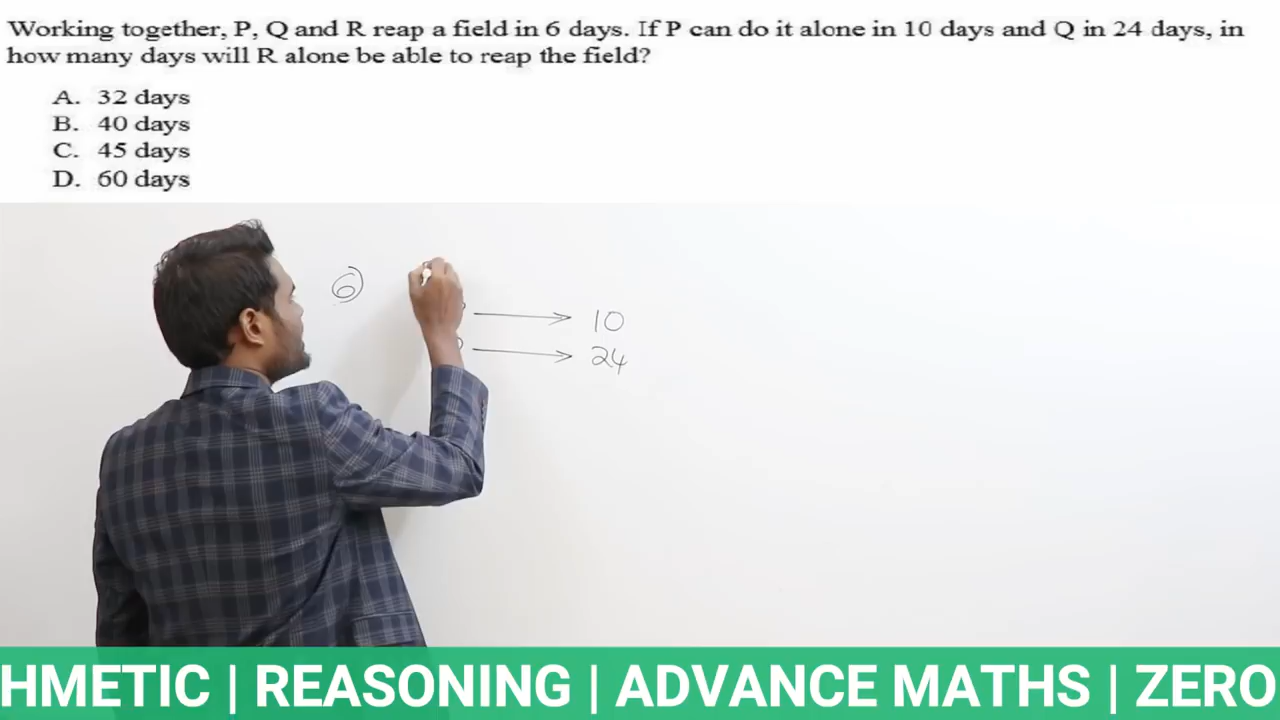 Working together, P, Q and R reap a field in 6 days. If P can do it alone in 10 days and Q in 24 days, in
how many days will R alone be able to reap the field?
A. 32 days
B. 40 days
C. 45 days
D. 60 days
6
10
24
HMETIC | REASONING | ADVANCE MATHS | ZERO